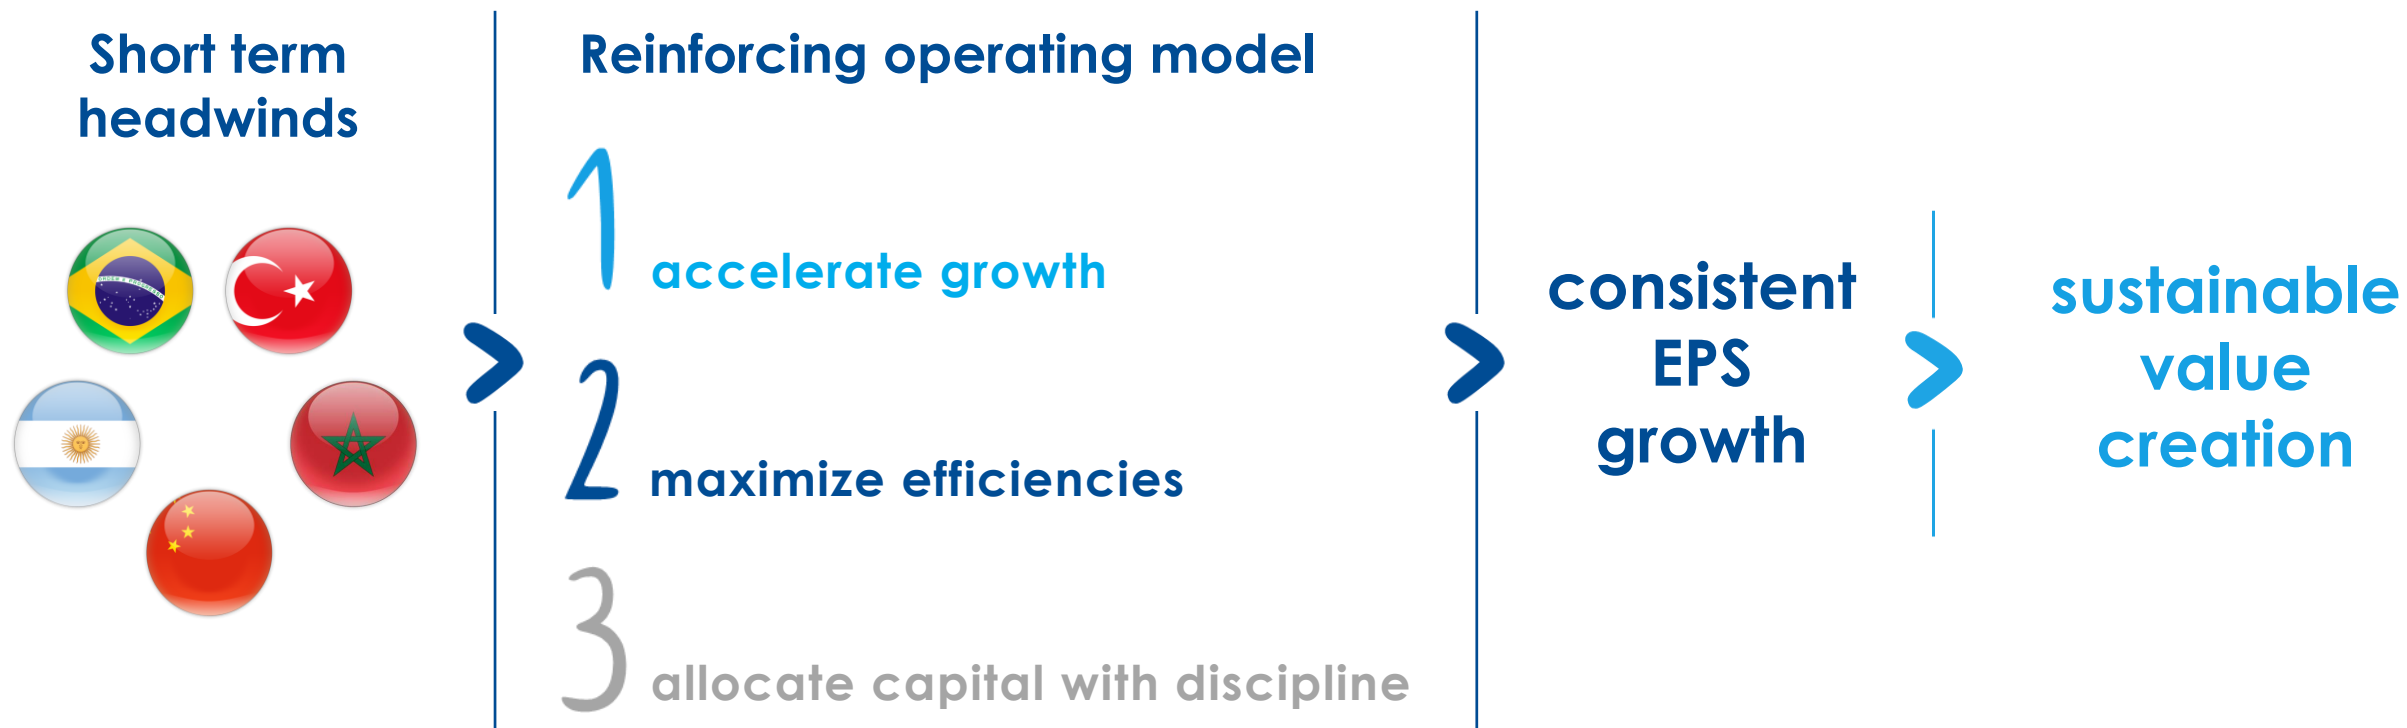 Short term
headwinds
Reinforcing operating model
1
accelerate growth
2
maximize efficiencies
3
allocate capital with discipline
consistent
EPS
growth
sustainable
value
creation